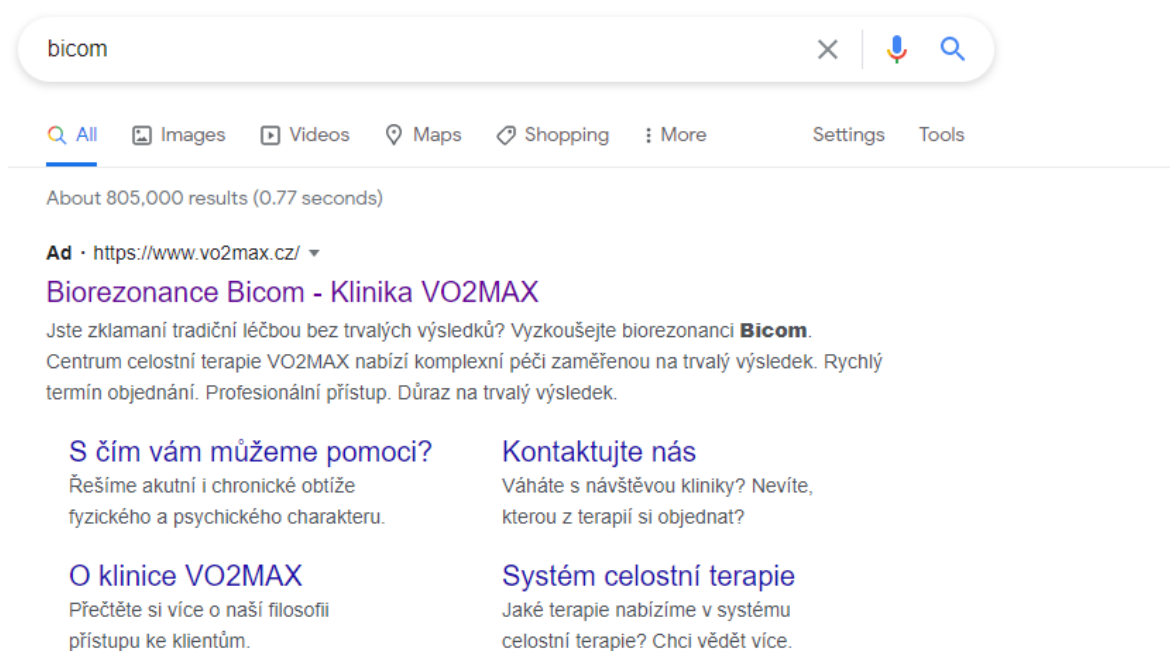 bicom
All Images Videos Maps Shopping More Settings Tools
About 805,000 results (0.77 seconds)
Ad · https://www.vo2max.cz/
Biorezonance Bicom - Klinika VO2MAX
Jste zklamaní tradiční léčbou bez trvalých výsledků? Vyzkoušejte biorezonanci Bicom.
Centrum celostní terapie VO2MAX nabízí komplexní péči zaměřenou na trvalý výsledek. Rychlý
termín objednání. Profesionální přístup. Důraz na trvalý výsledek.
S čím vám můžeme pomoci?
Řešíme akutní i chronické obtíže
fyzického a psychického charakteru.
Kontaktujte nás
Váháte s návštěvou kliniky? Nevíte,
kterou z terapií si objednat?
O klinice VO2MAX
Přečtěte si více o naší filosofii
přístupu ke klientům.
Systém celostní terapie
Jaké terapie nabízíme v systému
celostní terapie? Chci vědět více.